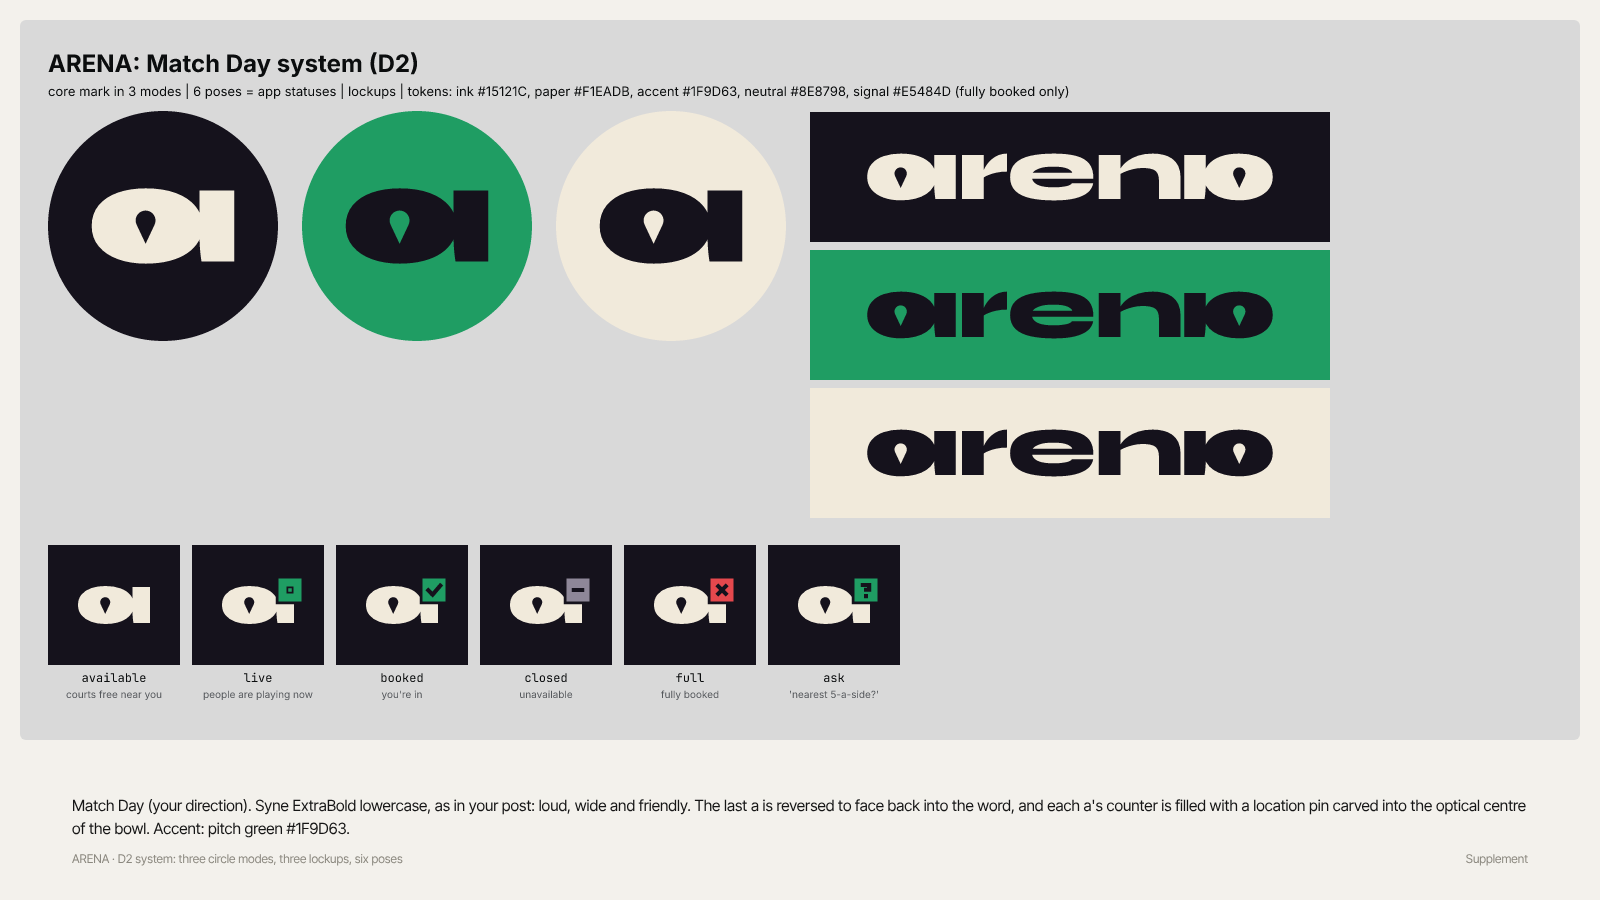 ARENA: Match Day system (D2)
core mark in 3 modes | 6 poses = app statuses | lockups | tokens: ink #15121C, paper #F1EADB, accent #1F9D63, neutral #8E8798, signal #E5484D (fully booked only)
a
a
a
arena
arena
arena
a
a
a
a
a
a ?
available
live
booked
closed
full
ask
courts free near you
people are playing now
you're in
unavailable
fully booked
'nearest 5-a-side?'
Match Day (your direction). Syne ExtraBold lowercase, as in your post: loud, wide and friendly. The last a is reversed to face back into the word, and each a's counter is filled with a location pin carved into the optical centre
of the bowl. Accent: pitch green #1F9D63.
ARENA · D2 system: three circle modes, three lockups, six poses
Supplement